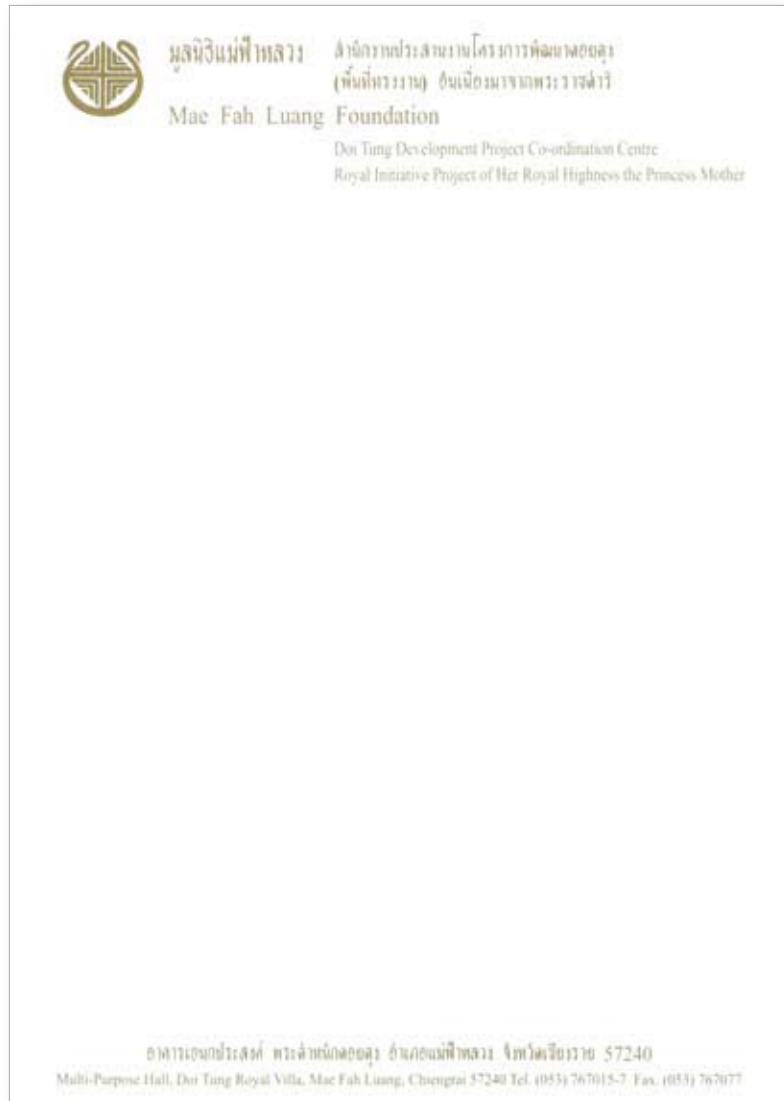 มูลนิธิแม่ฟ้าหลวง
สำนักงานประสานงานโครงการพัฒนาดอยตุง
(พื้นที่ทรงงาน) อันเนื่องมาจากพระราชดำริ
Mae Fah Luang Foundation
Doi Tung Development Project Co-ordination Centre
Royal Initiative Project of Her Royal Highness the Princess Mother
อาคารเอนกประสงค์ พระตำหนักดอยตุง อำเภอแม่ฟ้าหลวง จังหวัดเชียงราย 57240
Multi-Purpose Hall, Doi Tung Royal Villa, Mae Fah Luang, Chiengrai 57240 Tel. (053) 767015-7 Fax. (053) 767077